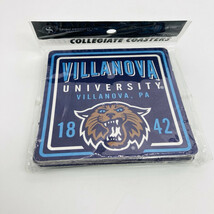 COLLEGIATE COASTERS
VILLANOVA
UNIVERSITY
VILLANOVA, PA
18 42